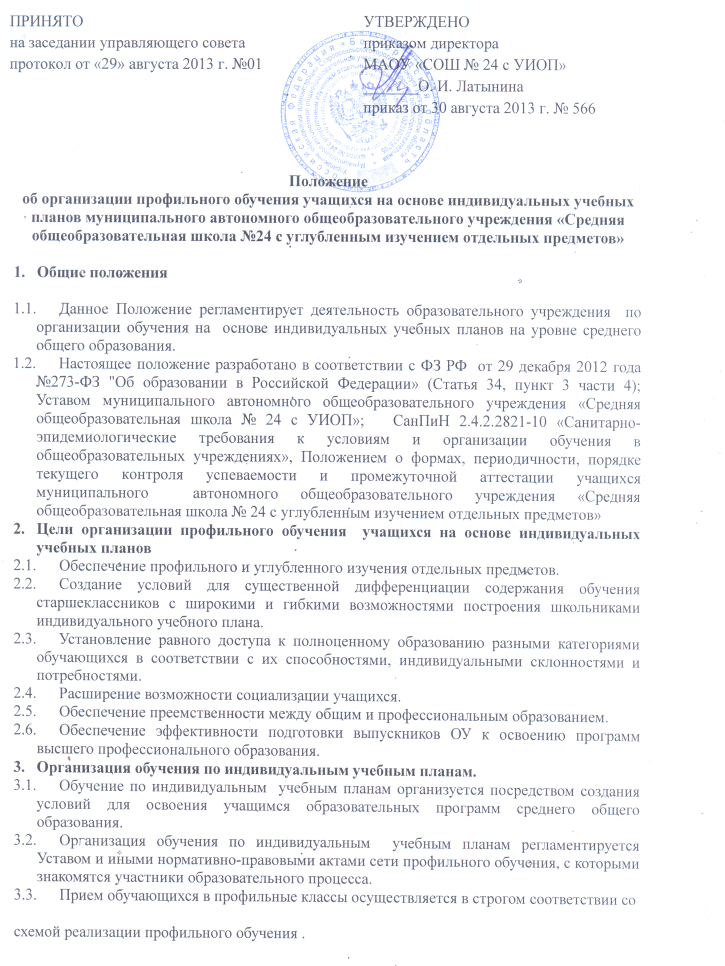 ПРИНЯТО
на заседании управляющего совета
протокол от «29» августа 2013 г. №01
УТВЕРЖДЕНО
приказом директора
МАОУ «СОШ № 24 с УИОП»
О. И. Латынина
приказ от 30 августа 2013 г. № 566
Положение
об организации профильного обучения учащихся на основе индивидуальных учебных
планов муниципального автономного общеобразовательного учреждения «Средняя
общеобразовательная школа №24 с углубленным изучением отдельных предметов»
1. Общие положения
1.1. Данное Положение регламентирует деятельность образовательного учреждения по
организации обучения на основе индивидуальных учебных планов на уровне среднего
общего образования.
1.2. Настоящее положение разработано в соответствии с ФЗ РФ от 29 декабря 2012 года
№273-ФЗ "Об образовании в Российской Федерации» (Статья 34, пункт 3 части 4);
Уставом муниципального автономного общеобразовательного учреждения «Средняя
общеобразовательная школа № 24 с УИОП»; СанПиН 2.4.2.2821-10 «Санитарно-
эпидемиологические требования к условиям и организации обучения в
общеобразовательных учреждениях», Положением о формах, периодичности, порядке
текущего контроля успеваемости и промежуточной аттестации учащихся
муниципального автономного общеобразовательного учреждения «Средняя
общеобразовательная школа № 24 с углубленным изучением отдельных предметов»
2. Цели организации профильного обучения учащихся на основе индивидуальных
учебных планов
2.1. Обеспечение профильного и углубленного изучения отдельных предметов.
2.2. Создание условий для существенной дифференциации содержания обучения
старшеклассников с широкими и гибкими возможностями построения школьниками
индивидуального учебного плана.
2.3. Установление равного доступа к полноценному образованию разными категориями
обучающихся в соответствии с их способностями, индивидуальными склонностями и
потребностями.
2.4. Расширение возможности социализации учащихся.
2.5. Обеспечение преемственности между общим и профессиональным образованием.
2.6. Обеспечение эффективности подготовки выпускников ОУ к освоению программ
высшего профессионального образования.
3. Организация обучения по индивидуальным учебным планам.
3.1. Обучение по индивидуальным учебным планам организуется посредством создания
условий для освоения учащимся образовательных программ среднего общего
образования.
3.2. Организация обучения по индивидуальным учебным планам регламентируется
Уставом и иными нормативно-правовыми актами сети профильного обучения, с которыми
знакомятся участники образовательного процесса.
3.3. Прием обучающихся в профильные классы осуществляется в строгом соответствии со
схемой реализации профильного обучения .